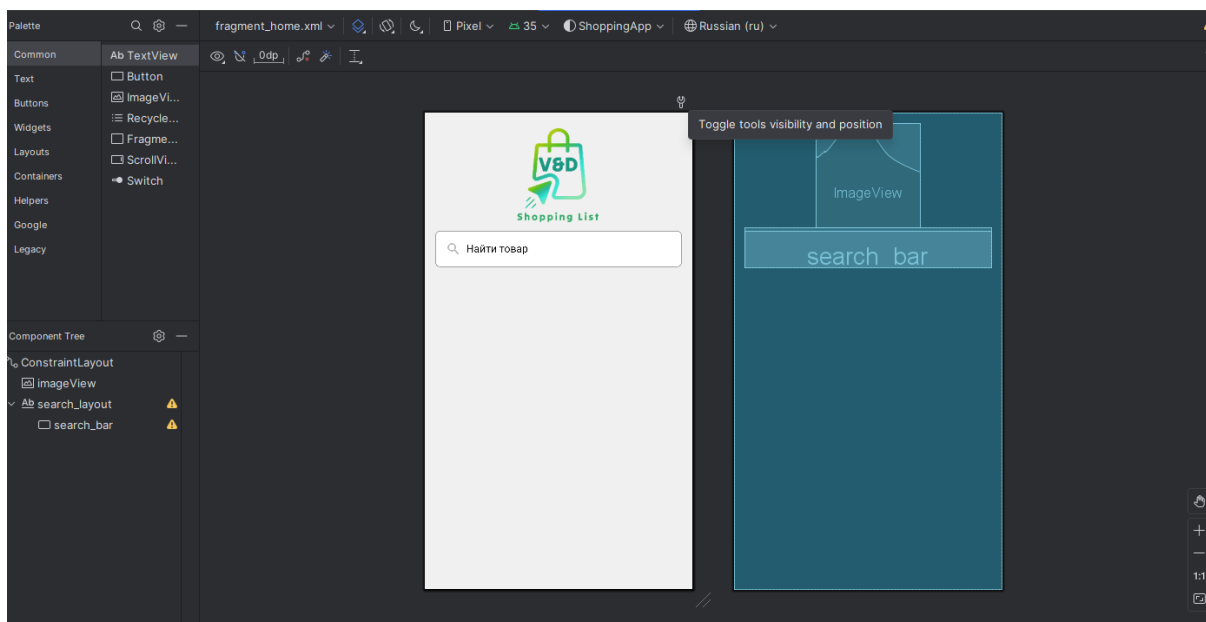 Palette
fragment_home.xml
Pixel
35
ShoppingApp
Russian (ru)
Common
Text
Buttons
Widgets
Layouts
Containers
Helpers
Google
Legacy
Ab TextView
Button
ImageVi...
Recycle...
Fragme...
ScrollVi...
Switch
0dp
Toggle tools visibility and position
V&D
Shopping List
Найти товар
ImageView
search_bar
Component Tree
ConstraintLayout
imageView
Ab search_layout
search_bar
1:1